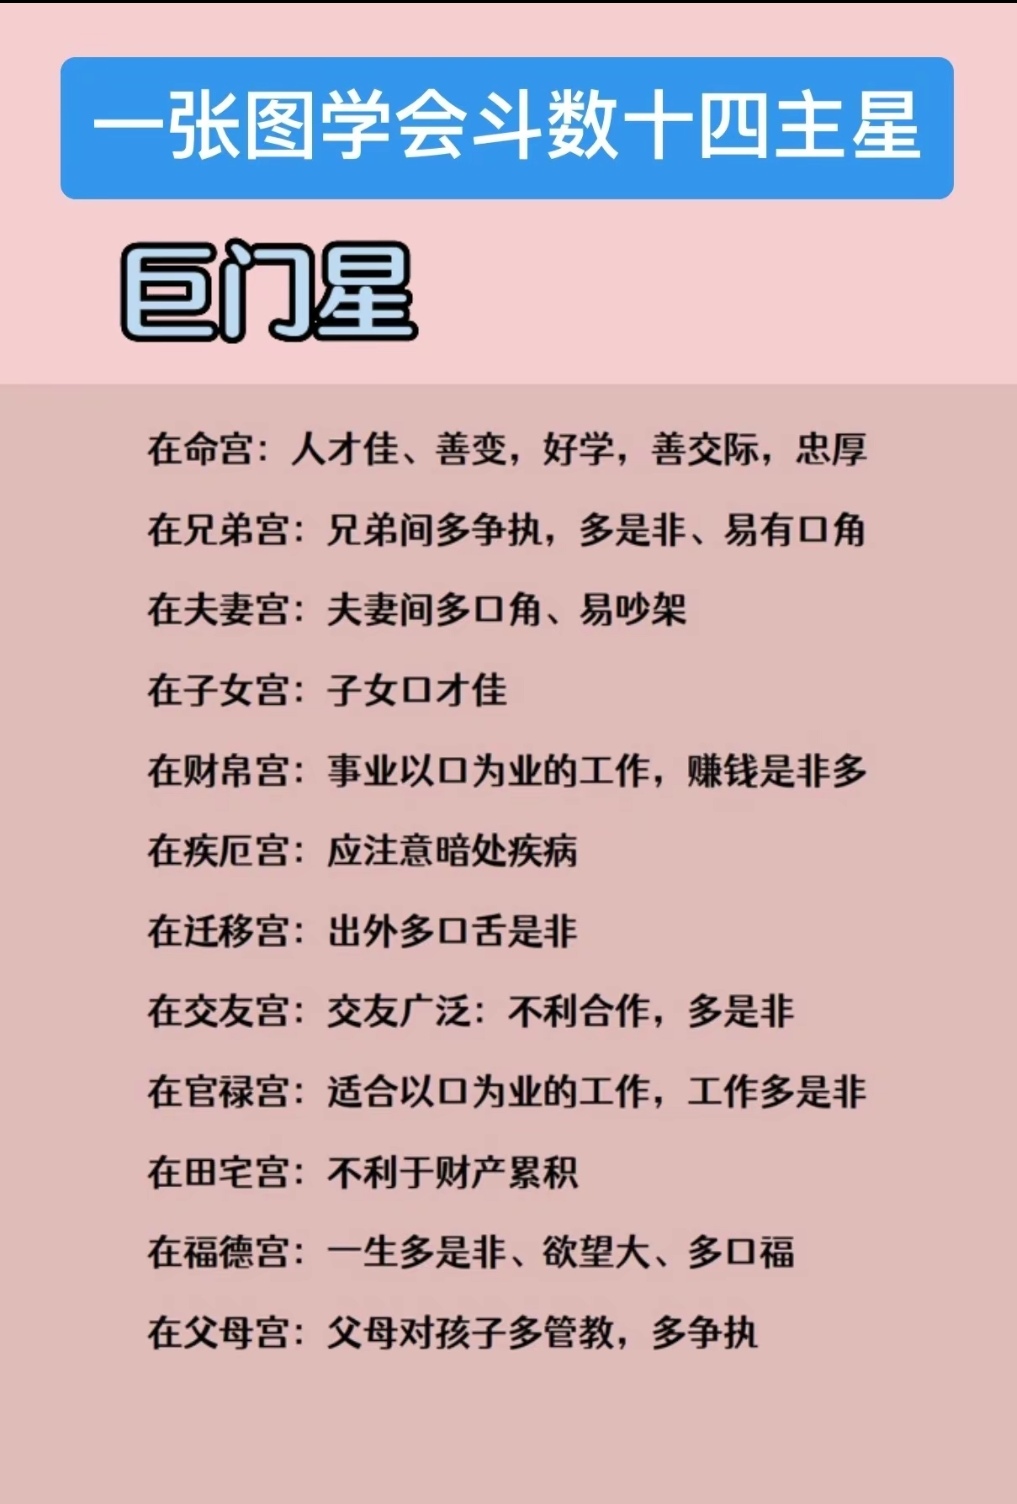 一张图学会斗数十四主星
巨门星
在命宫：人才佳、善变，好学，善交际，忠厚
在兄弟宫：兄弟间多争执，多是非、易有口角
在夫妻宫：夫妻间多口角、易吵架
在子女宫：子女口才佳
在财帛宫：事业以口为业的工作，赚钱是非多
在疾厄宫：应注意暗处疾病
在迁移宫：出外多口舌是非
在交友宫：交友广泛：不利合作，多是非
在官禄宫：适合以口为业的工作，工作多是非
在田宅宫：不利于财产累积
在福德宫：一生多是非、欲望大、多口福
在父母宫：父母对孩子多管教，多争执